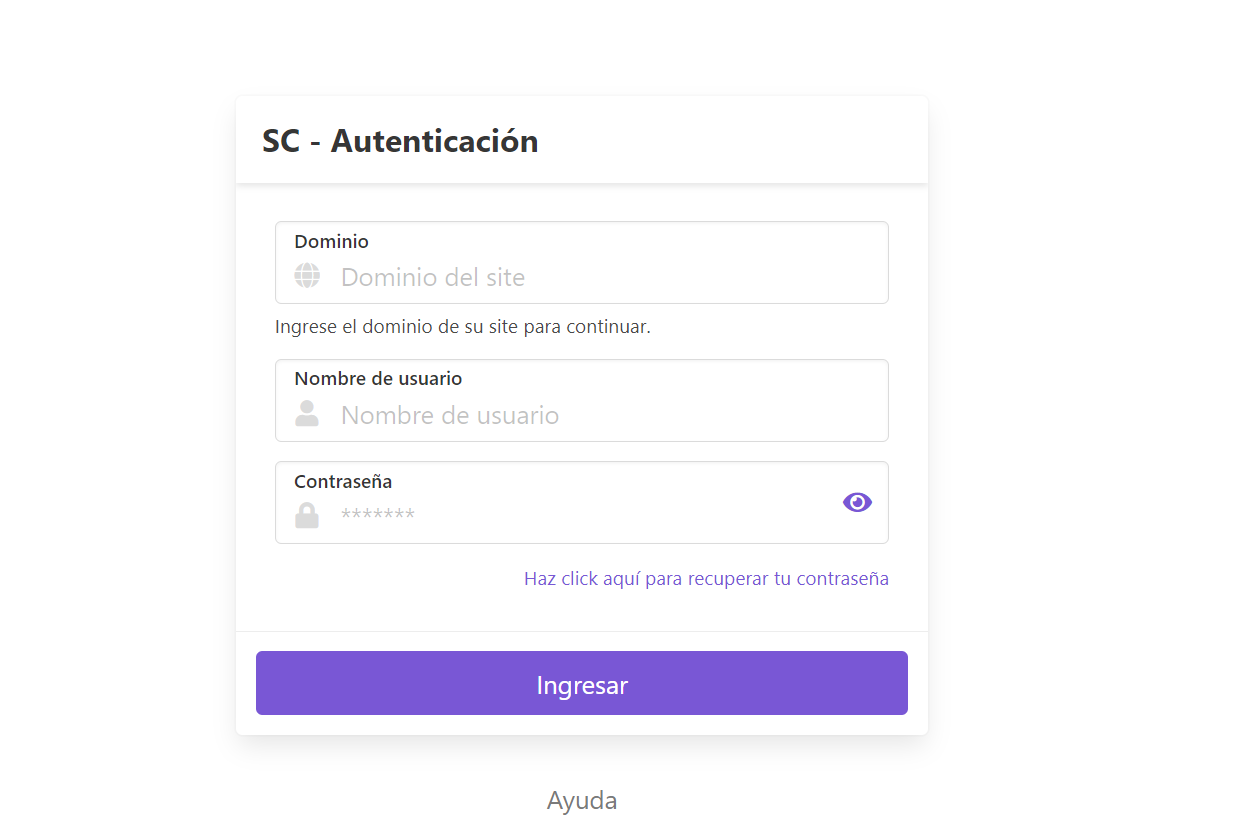 SC - Autenticación
Dominio
Dominio del site
Ingrese el dominio de su site para continuar.
Nombre de usuario
Nombre de usuario
Contraseña
*******
Haz click aquí para recuperar tu contraseña
Ingresar
Ayuda